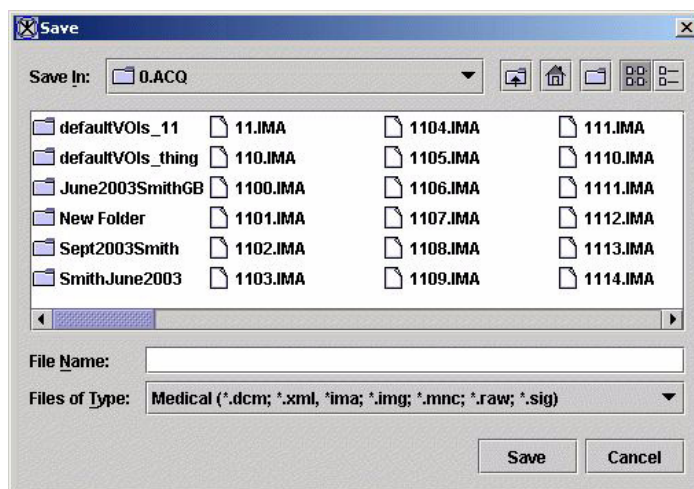 Save
Save In: 0.ACQ
defaultVOIs_11 11.IMA 1104.IMA 111.IMA
defaultVOIs_thing 110.IMA 1105.IMA 1110.IMA
June2003SmithGB 1100.IMA 1106.IMA 1111.IMA
New Folder 1101.IMA 1107.IMA 1112.IMA
Sept2003Smith 1102.IMA 1108.IMA 1113.IMA
SmithJune2003 1103.IMA 1109.IMA 1114.IMA
File Name:
Files of Type: Medical (*.dcm; *.xml, *ima; *.img; *.mnc; *.raw; *.sig)
Save Cancel